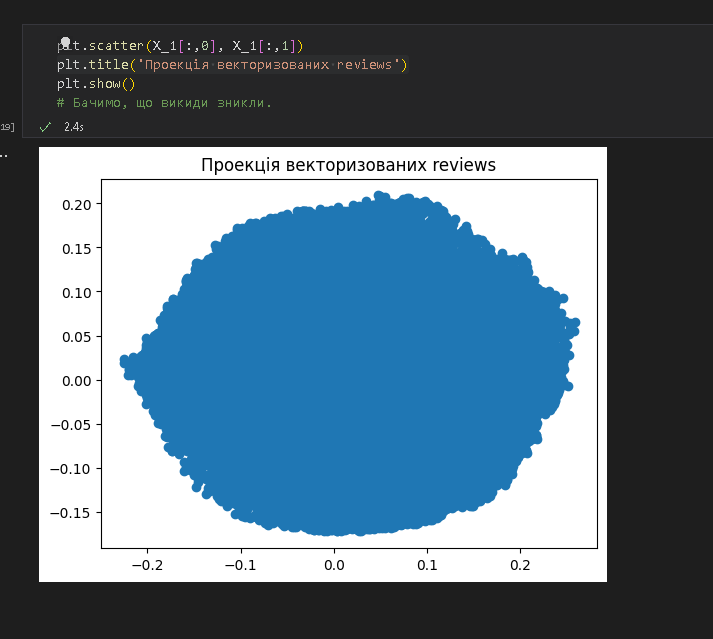 plt.scatter(X_1[:,0], X_1[:,1])
plt.title('Проекція векторизованих reviews')
plt.show()
# Бачимо, що викиди зникли.
19]
2.4s
Проекція векторизованих reviews
0.20
0.15
0.10
0.05
0.00
−0.05
−0.10
−0.15
−0.2 −0.1 0.0 0.1 0.2